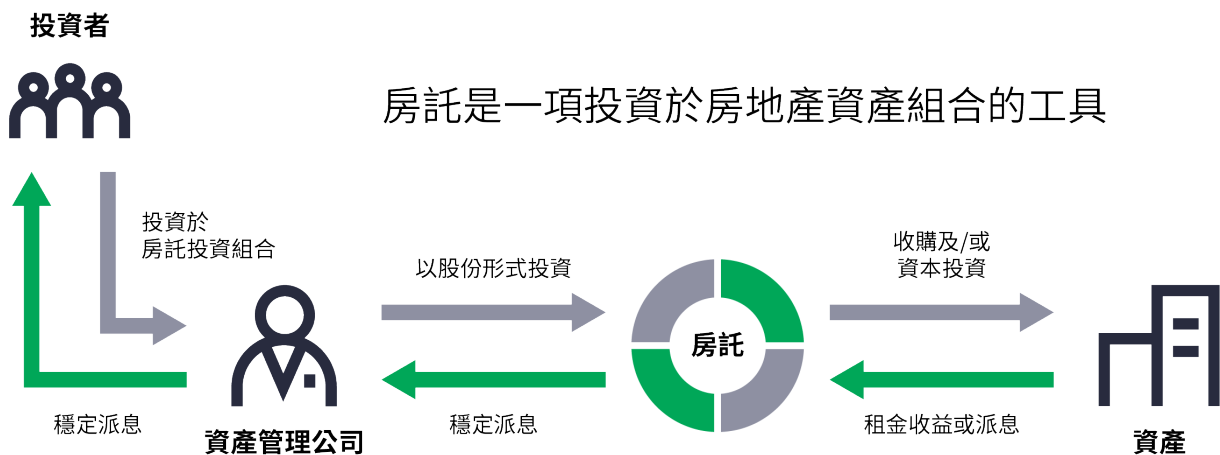 投資者
房託是一項投資於房地產資產組合的工具
投資於
房託投資組合
以股份形式投資
收購及/或
資本投資
房託
穩定派息
穩定派息
租金收益或派息
資產管理公司
資產